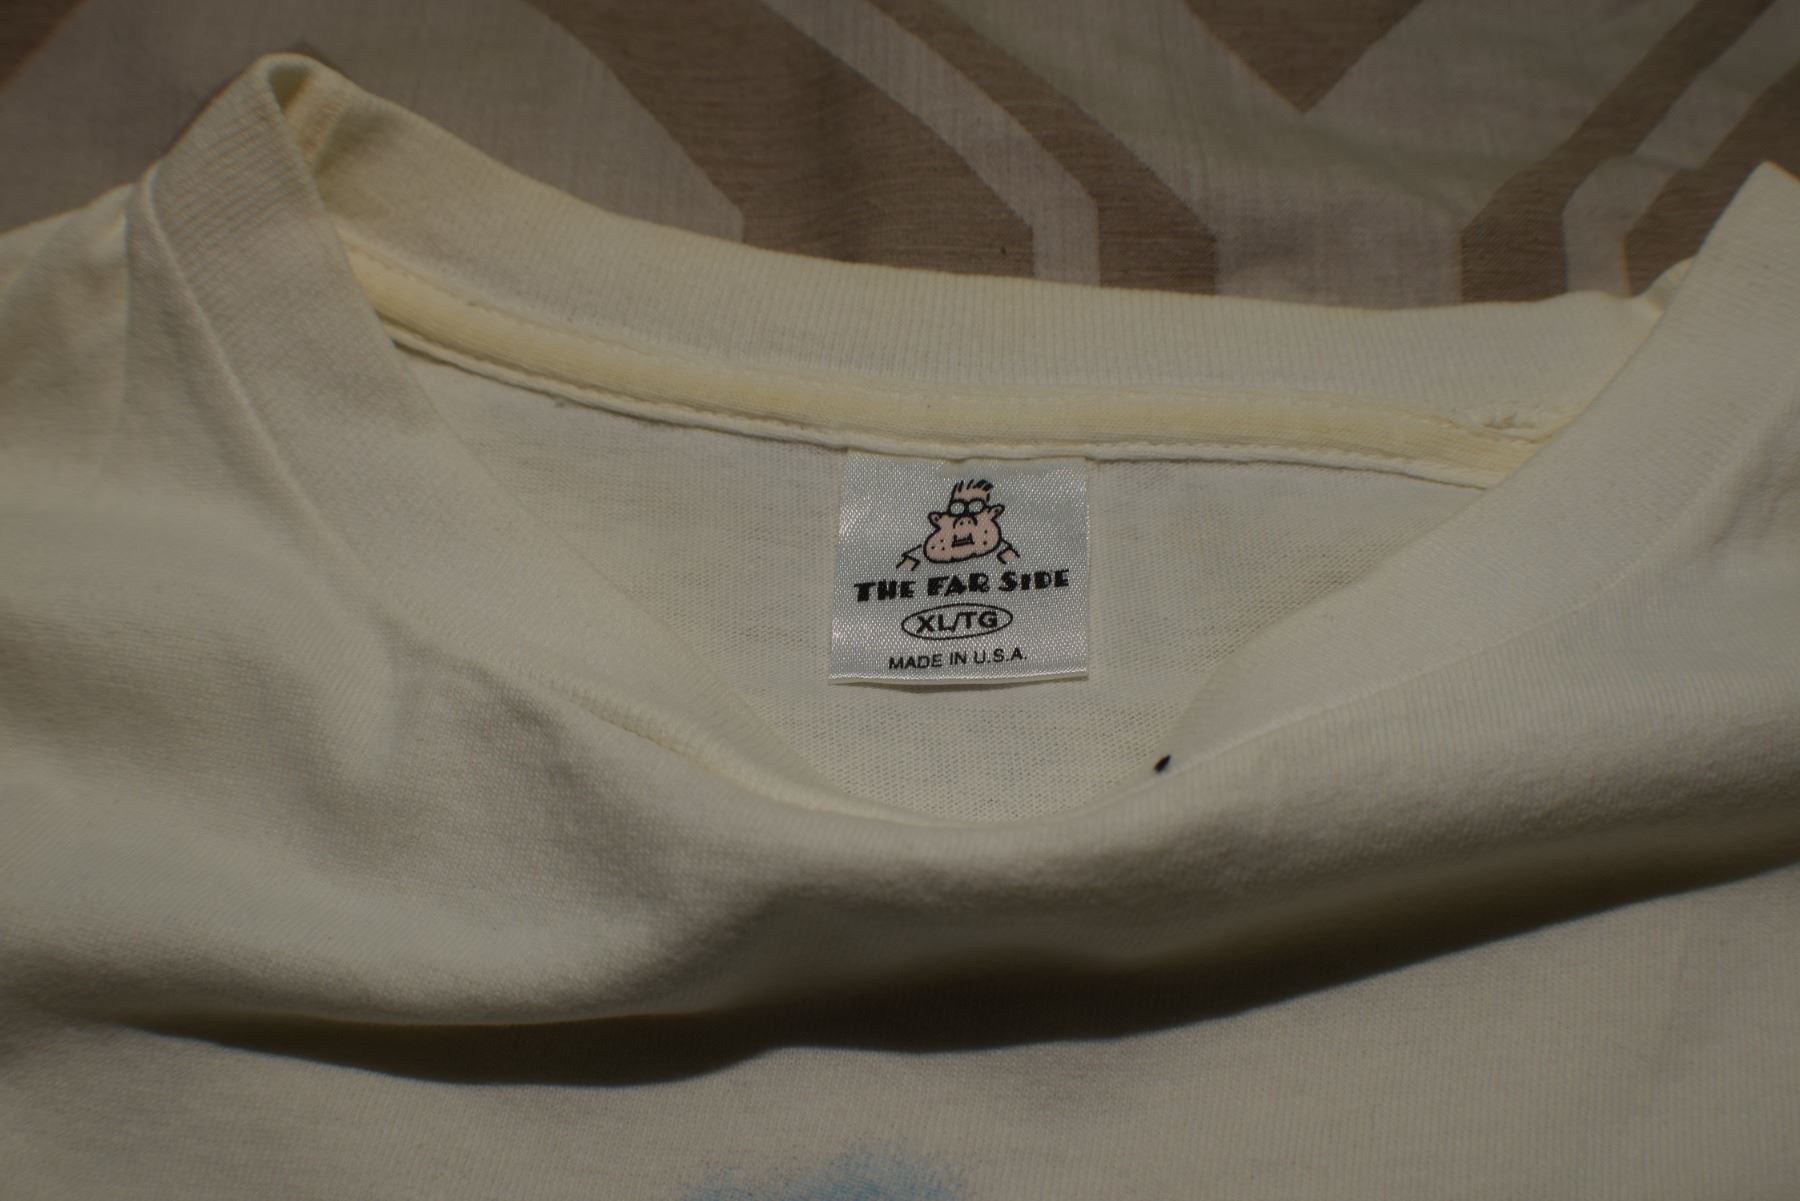 THE FAR SIDE
XL/TG
MADE IN U.S.A.